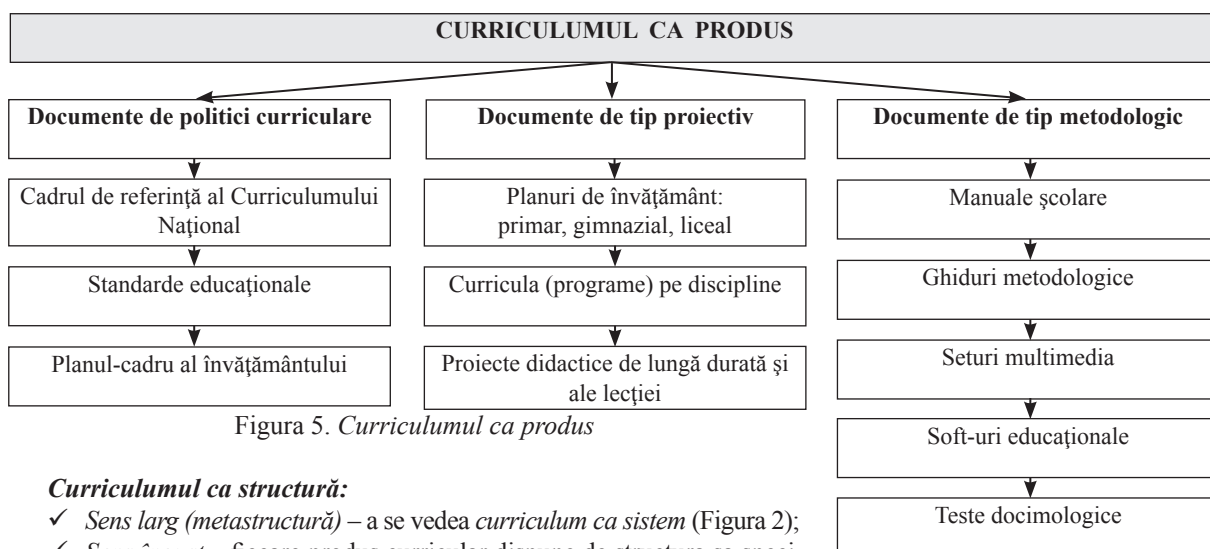 CURRICULUMUL CA PRODUS
Documente de politici curriculare
Cadrul de referinţă al Curriculumului
Naţional
Standarde educaţionale
Planul-cadru al învăţământului
Documente de tip proiectiv
Planuri de învăţământ:
primar, gimnazial, liceal
Curricula (programe) pe discipline
Proiecte didactice de lungă durată şi
ale lecţiei
Documente de tip metodologic
Manuale şcolare
Ghiduri metodologice
Seturi multimedia
Soft-uri educaţionale
Teste docimologice
Figura 5. Curriculumul ca produs
Curriculumul ca structură:
✓ Sens larg (metastructură) – a se vedea curriculum ca sistem (Figura 2);